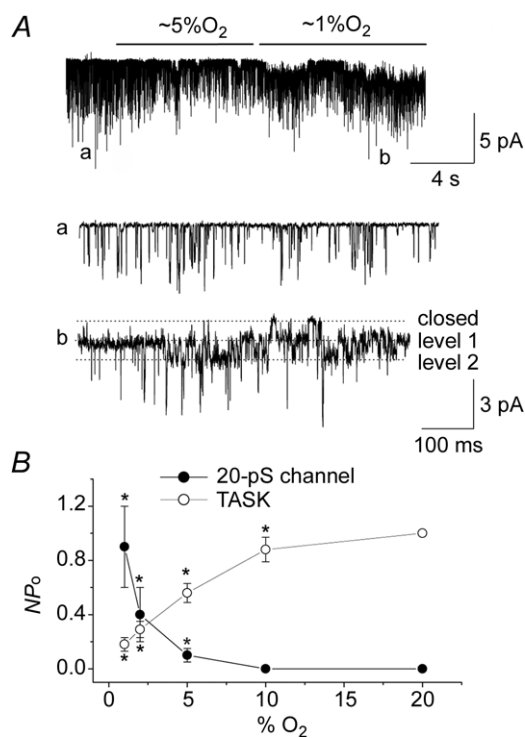 A
~5%O₂ ~1%O₂
a b
5 pA
4 s
a
b
closed
level 1
level 2
3 pA
100 ms
B
20-pS channel
TASK
NPo
1.2
0.8
0.4
0.0
* * * * * *
0 5 10 15 20
% O₂